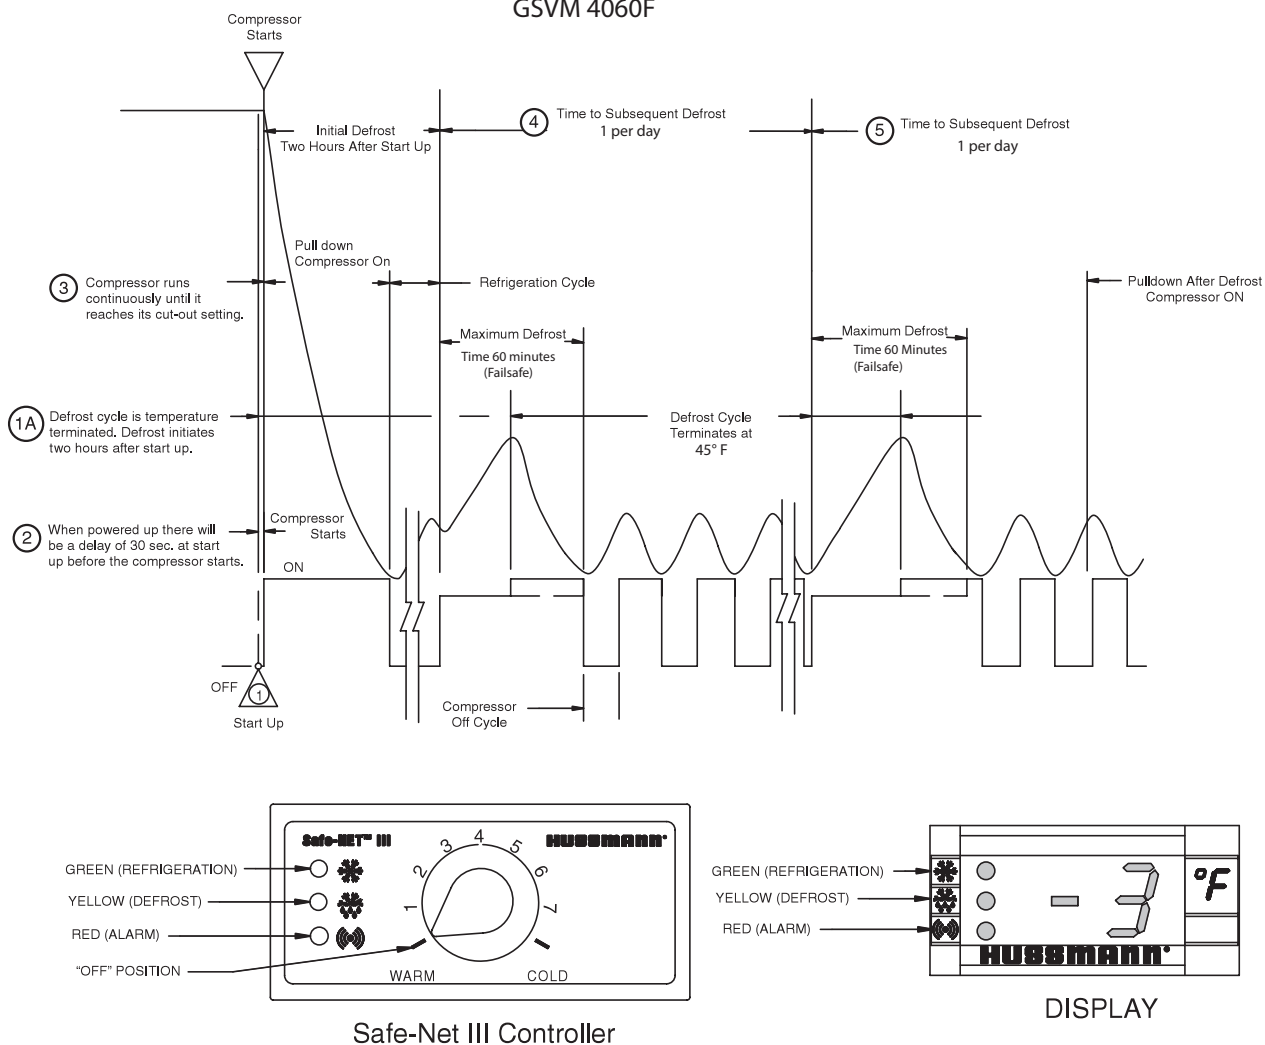 GSVM 4060F
Compressor
Starts
Initial Defrost
Two Hours After Start Up
4
Time to Subsequent Defrost
1 per day
5
Time to Subsequent Defrost
1 per day
Pull down
Compressor On
3
Compressor runs
continuously until it
reaches its cut-out setting.
Refrigeration Cycle
Pulldown After Defrost
Compressor ON
Maximum Defrost
Time 60 minutes
(Failsafe)
Maximum Defrost
Time 60 Minutes
(Failsafe)
1A
Defrost cycle is temperature
terminated. Defrost initiates
two hours after start up.
Defrost Cycle
Terminates at
45° F
2
When powered up there will
be a delay of 30 sec. at start
up before the compressor starts.
Compressor
Starts
ON
OFF
1
Start Up
Compressor
Off Cycle
Safe-NET™ III
HUSSMANN®
GREEN (REFRIGERATION)
YELLOW (DEFROST)
RED (ALARM)
"OFF" POSITION
1
2
3
4
5
6
7
WARM
COLD
Safe-Net III Controller
GREEN (REFRIGERATION)
YELLOW (DEFROST)
RED (ALARM)
-3
°F
HUSSMANN®
DISPLAY